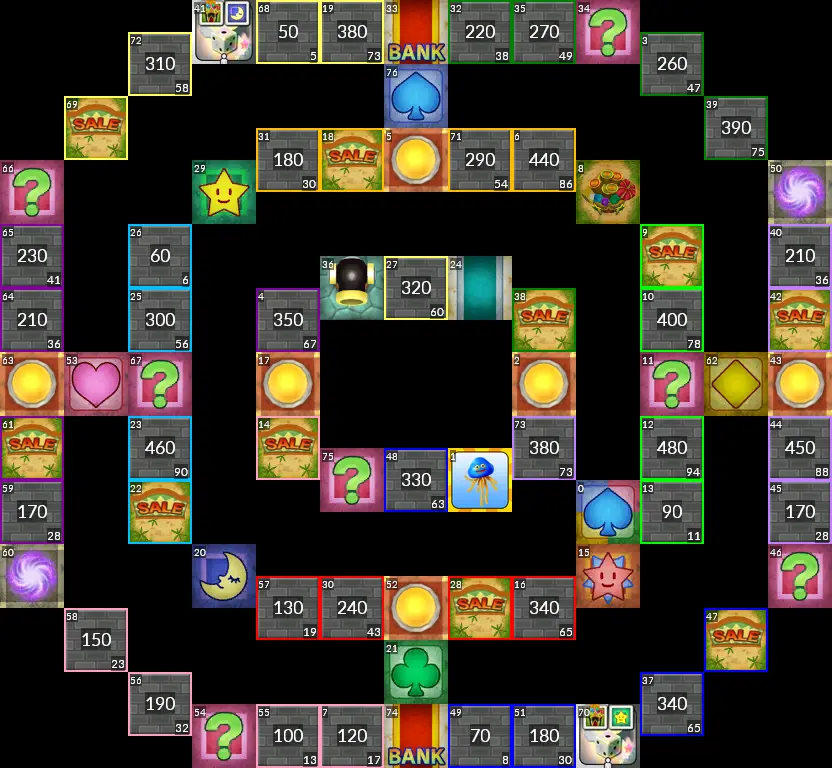 41 68 50 5 19 380 73 33 BANK 32 220 38 35 270 49 34 ?
72 310 58 76 3 260 47
69 SALE 31 180 30 18 SALE 5 71 290 54 6 440 86 39 390 75
66 ? 29 8 50
65 230 41 26 60 6 36 27 320 60 24 9 SALE 40 210 36
64 210 36 25 300 56 4 350 67 38 SALE 10 400 78 42 SALE
63 53 67 ? 17 2 11 ? 62 43
61 SALE 23 460 90 14 SALE 75 ? 48 330 63 1 73 380 73 12 480 94 44 450 88
59 170 28 22 SALE 0 13 90 11 45 170 28
60 20 57 130 19 30 240 43 52 28 SALE 16 340 65 15 46 ?
58 150 23 21 47 SALE
56 190 32 37 340 65
54 ? 55 100 13 7 120 17 74 BANK 49 70 8 51 180 30 70